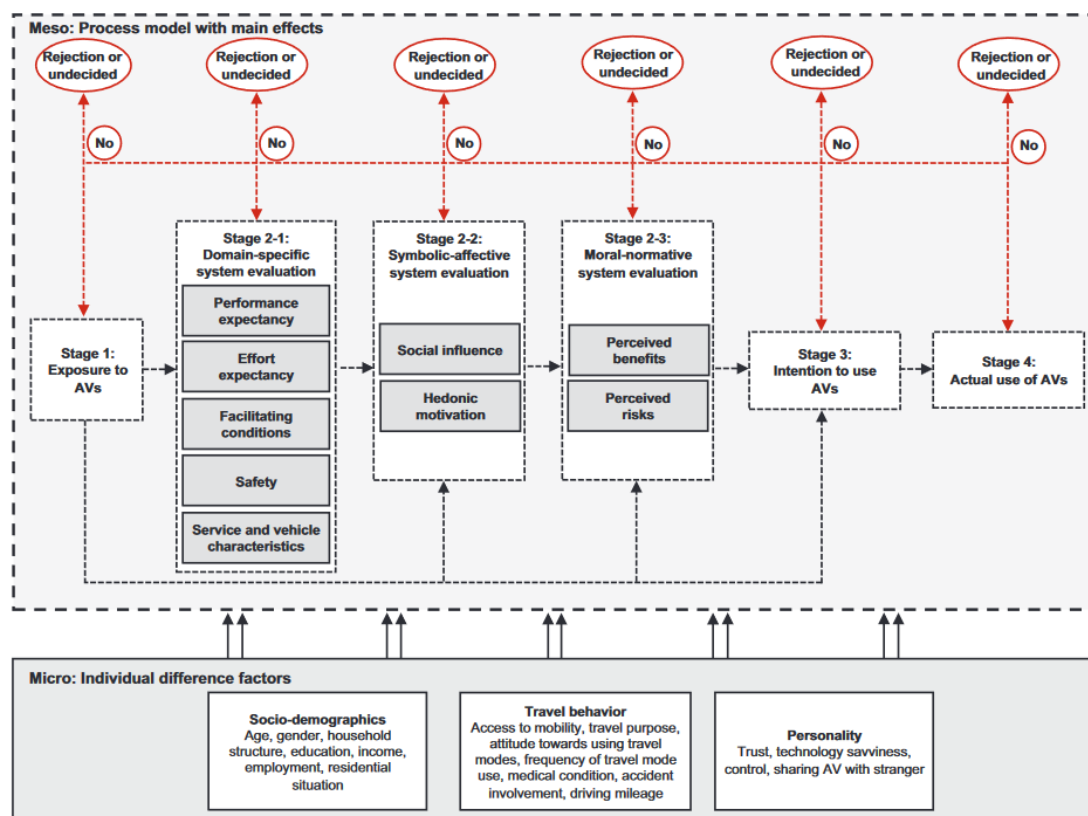 Meso: Process model with main effects
Rejection or
undecided
Rejection or
undecided
Rejection or
undecided
Rejection or
undecided
Rejection or
undecided
Rejection or
undecided
No
No
No
No
No
No
Stage 1:
Exposure to
AVs
Stage 2-1:
Domain-specific
system evaluation
Performance
expectancy
Effort
expectancy
Facilitating
conditions
Safety
Service and vehicle
characteristics
Stage 2-2:
Symbolic-affective
system evaluation
Social influence
Hedonic
motivation
Stage 2-3:
Moral-normative
system evaluation
Perceived
benefits
Perceived
risks
Stage 3:
Intention to use
AVs
Stage 4:
Actual use of AVs
Micro: Individual difference factors
Socio-demographics
Age, gender, household
structure, education, income,
employment, residential
situation
Travel behavior
Access to mobility, travel purpose,
attitude towards using travel
modes, frequency of travel mode
use, medical condition, accident
involvement, driving mileage
Personality
Trust, technology savviness,
control, sharing AV with stranger